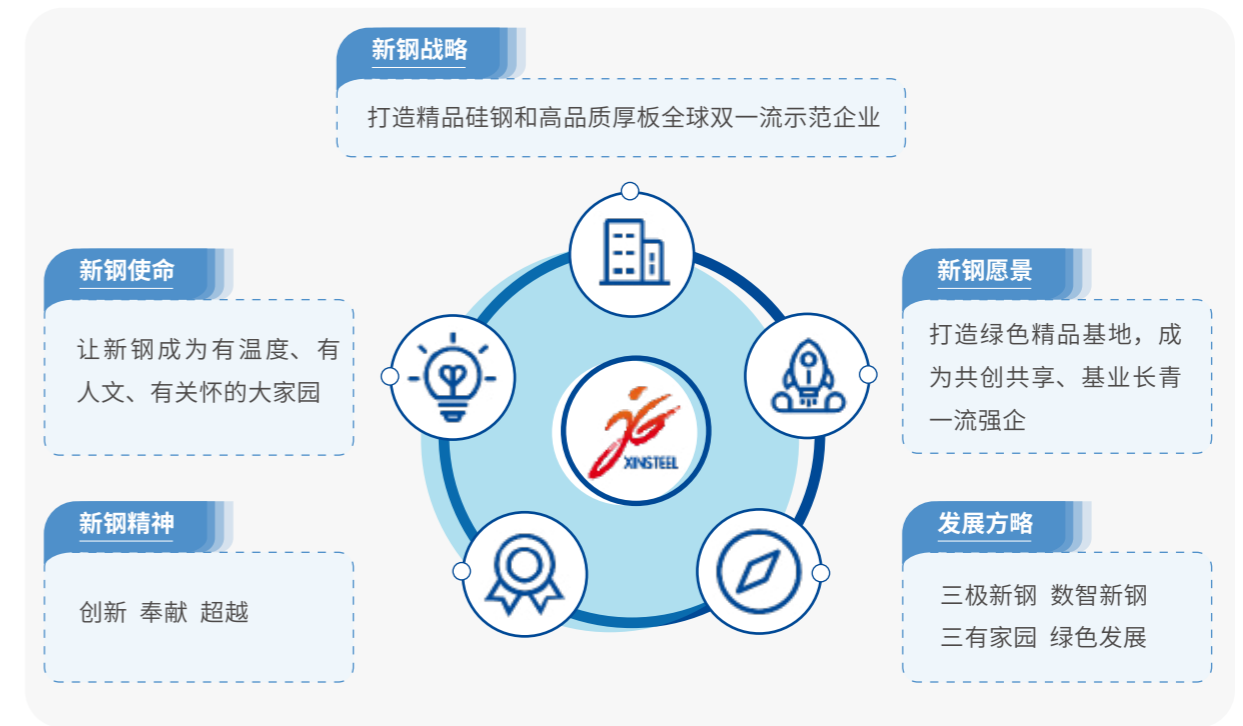 新钢战略
打造精品硅钢和高品质厚板全球双一流示范企业
新钢使命
让新钢成为有温度、有
人文、有关怀的大家园
新钢愿景
打造绿色精品基地，成
为共创共享、基业长青
一流强企
XINSTEEL
新钢精神
创新 奉献 超越
发展方略
三极新钢 数智新钢
三有家园 绿色发展